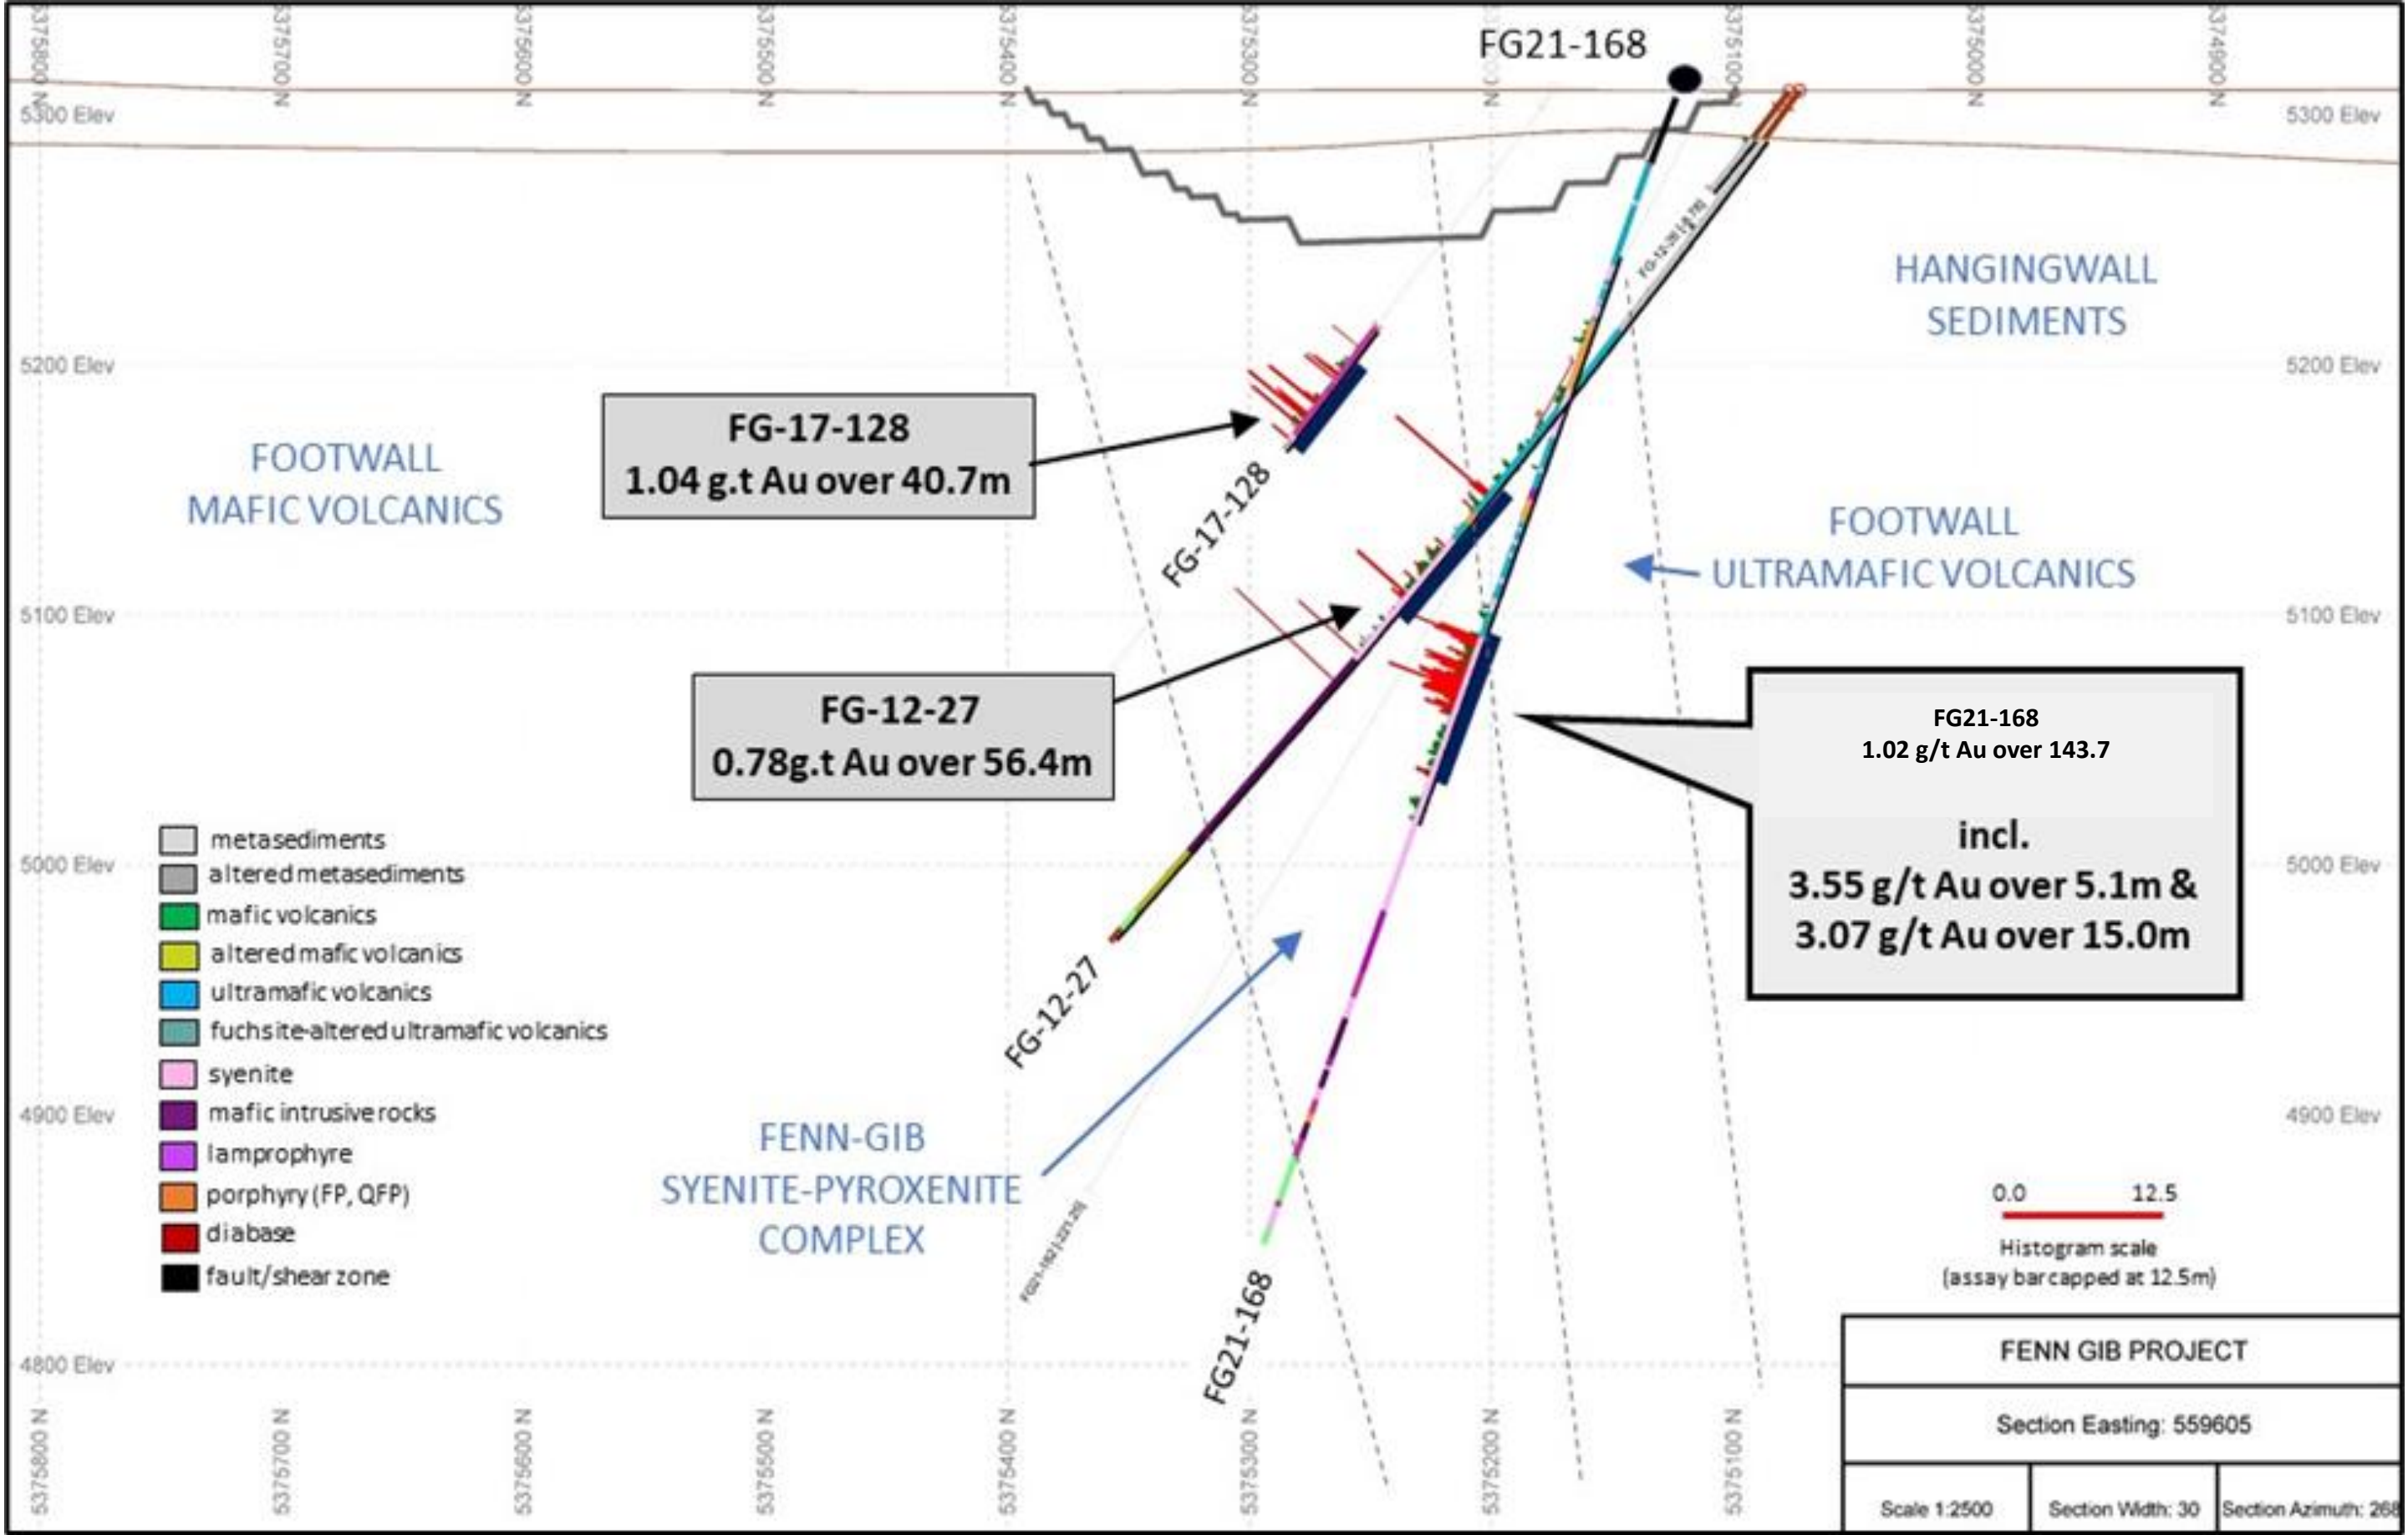 5375800 N
5375700 N
5375600 N
5375500 N
5375400 N
5375300 N
FG21-168
5375100 N
5375000 N
5374900 N
5300 Elev
5300 Elev
HANGINGWALL
SEDIMENTS
5200 Elev
5200 Elev
FG-17-128
1.04 g.t Au over 40.7m
FOOTWALL
MAFIC VOLCANICS
FG-17-128
FOOTWALL
ULTRAMAFIC VOLCANICS
5100 Elev
5100 Elev
FG-12-27
0.78g.t Au over 56.4m
FG21-168
1.02 g/t Au over 143.7
incl.
3.55 g/t Au over 5.1m &
3.07 g/t Au over 15.0m
metasediments
5000 Elev
5000 Elev
altered metasediments
mafic volcanics
altered mafic volcanics
ultramafic volcanics
fuchsite-altered ultramafic volcanics
syenite
mafic intrusive rocks
lamprophyre
porphyry (FP, QFP)
diabase
fault/shear zone
FG-12-27
4900 Elev
4900 Elev
FENN-GIB
SYENITE-PYROXENITE
COMPLEX
FG21-168
0.0 12.5
Histogram scale
(assay bar capped at 12.5m)
4800 Elev
5375800 N
5375700 N
5375600 N
5375500 N
5375400 N
5375300 N
5375200 N
5375100 N
FENN GIB PROJECT
Section Easting: 559605
Scale 1:2500
Section Width: 30
Section Azimuth: 268